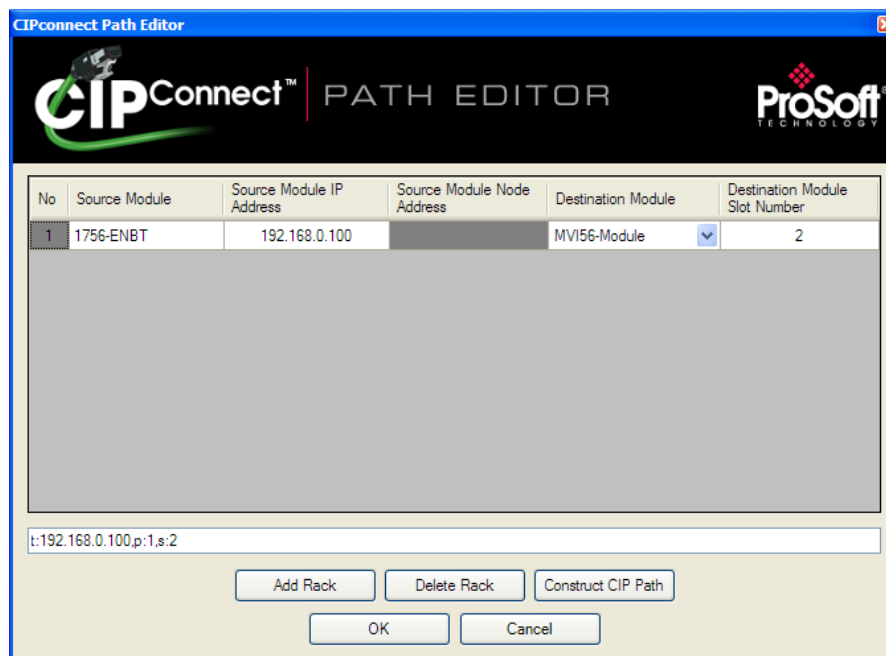 CIPconnect Path Editor
CIPConnect™ PATH EDITOR
ProSoft®
TECHNOLOGY
No Source Module Source Module IP Address Source Module Node Address Destination Module Destination Module Slot Number
1 1756-ENBT 192.168.0.100 MVI56-Module 2
t:192.168.0.100,p:1,s:2
Add Rack Delete Rack Construct CIP Path
OK Cancel